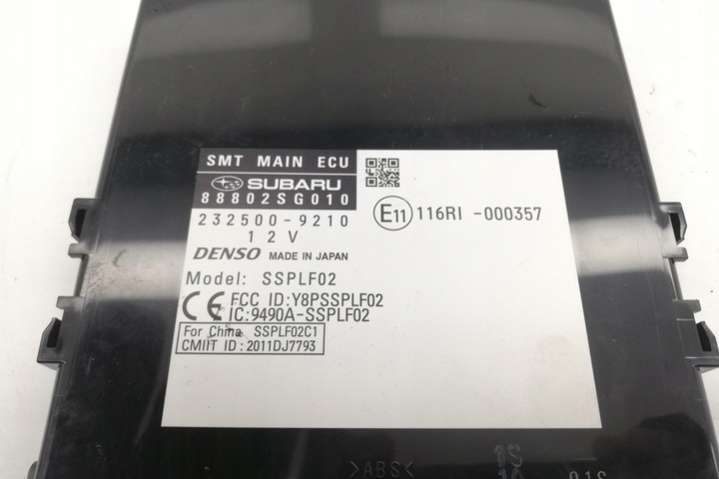 SMT MAIN ECU
SUBARU
88802SG010
232500-9210
12V
DENSO MADE IN JAPAN
E11 116RI -000357
Model: SSPLF02
CE FCC ID:Y8PSSPLF02
IC:9490A-SSPLF02
For China SSPLF02C1
CMIIT ID:2011DJ7793
>ABS<